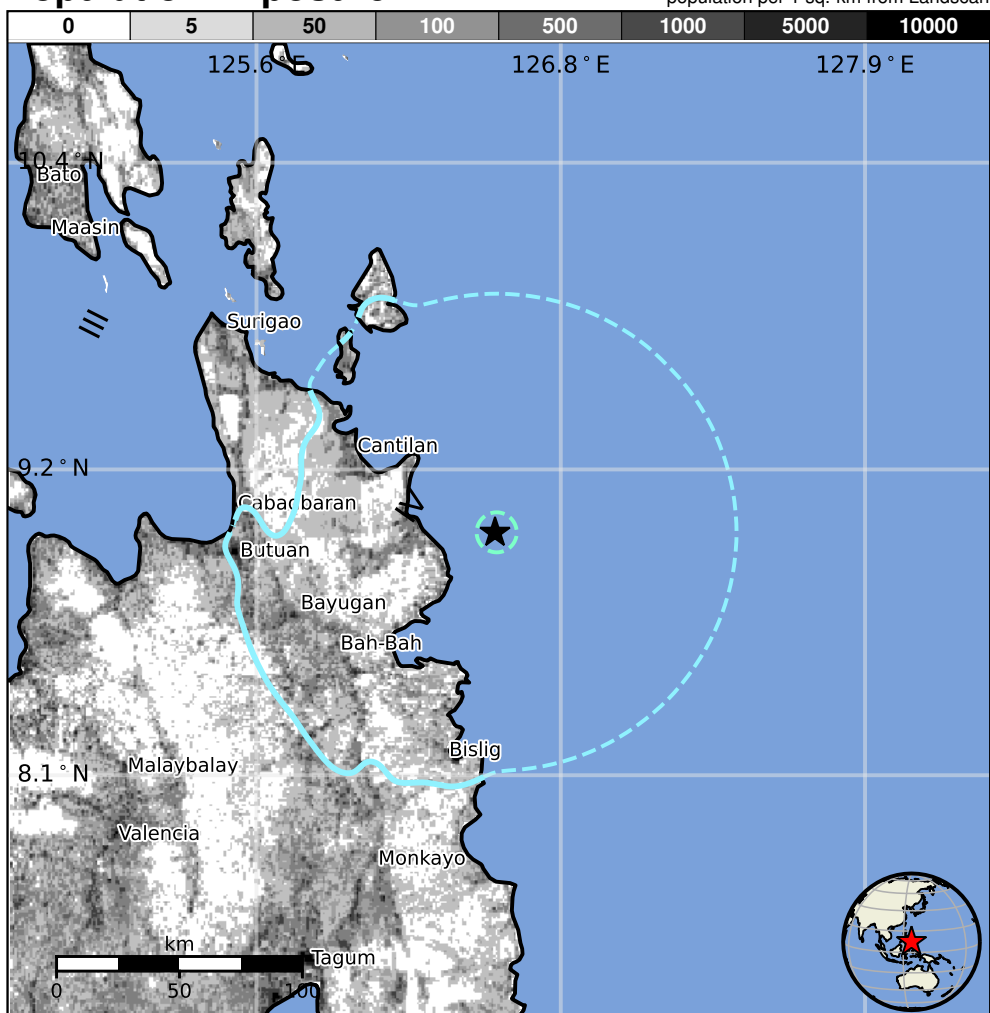 population per 1 sq. km from Landscan
0 5 50 100 500 1000 5000 10000
125.6°E 126.8°E 127.9°E
10.4°N
Bato
Maasin
Surigao
Cantilan
9.2°N
Cabadbaran
Butuan
Bayugan
Bah-Bah
Bislig
8.1°N
Malaybalay
Valencia
Monkayo
Tagum
km
0 50 100